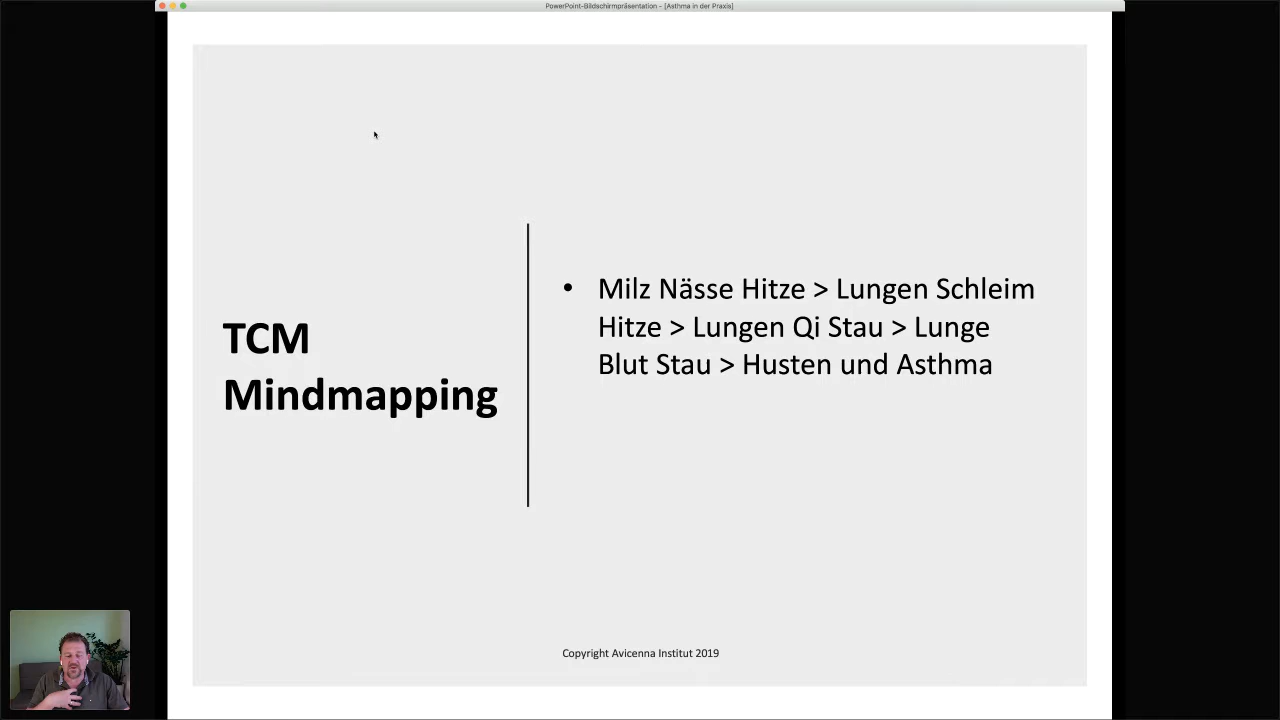 PowerPoint-Bildschirmpräsentation - [Asthma in der Praxis]
TCM
Mindmapping
• Milz Nässe Hitze > Lungen Schleim
Hitze > Lungen Qi Stau > Lunge
Blut Stau > Husten und Asthma
Copyright Avicenna Institut 2019